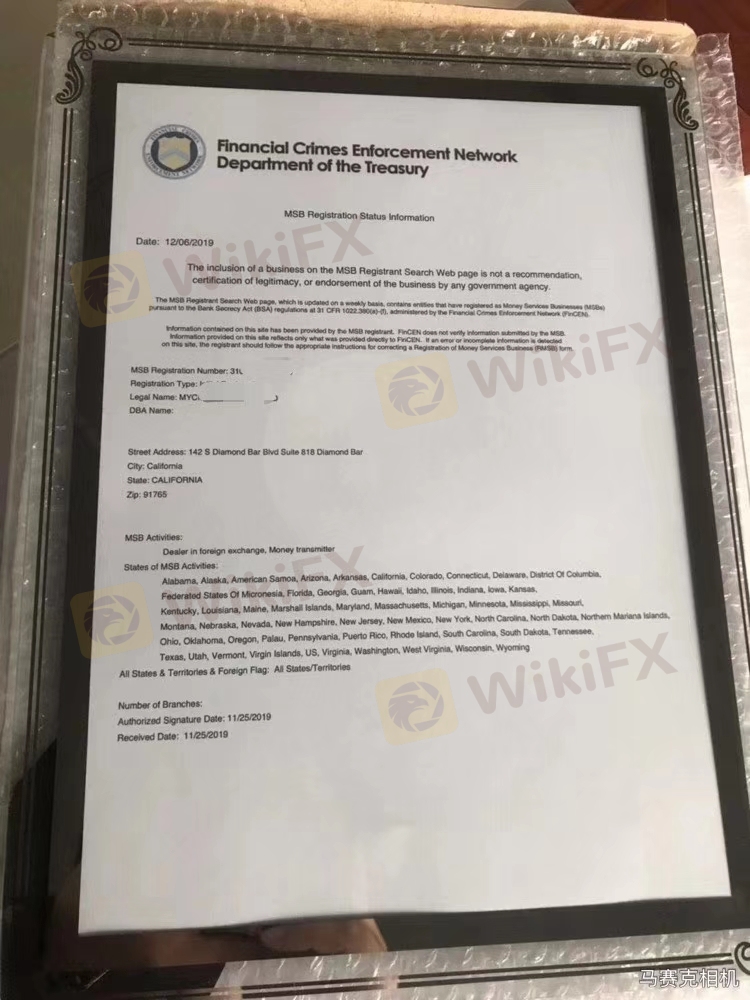 Financial Crimes Enforcement Network
Department of the Treasury
MSB Registration Status Information
Date: 12/06/2019
The inclusion of a business on the MSB Registrant Search Web page is not a recommendation,
certification of legitimacy, or endorsement of the business by any government agency.
The MSB Registrant Search Web page, which is updated on a weekly basis, contains entities that have registered as Money Services Businesses (MSBs)
pursuant to the Bank Secrecy Act (BSA) regulations at 31 CFR 1022.380(a)-(f), administered by the Financial Crimes Enforcement Network (FinCEN).
Information contained on this site has been provided by the MSB registrant. FinCEN does not verify information submitted by the MSB.
Information provided on this site reflects only what was provided directly to FinCEN. If an error or incomplete information is detected
on this site, the registrant should follow the appropriate instructions for correcting a Registration of Money Services Business (RMSB) form.
MSB Registration Number: 31
Registration Type:
Legal Name: MYC
DBA Name:
Street Address: 142 S Diamond Bar Blvd Suite 818 Diamond Bar
City: California
State: CALIFORNIA
Zip: 91765
MSB Activities:
Dealer in foreign exchange, Money transmitter
States of MSB Activities:
Alabama, Alaska, American Samoa, Arizona, Arkansas, California, Colorado, Connecticut, Delaware, District Of Columbia,
Federated States Of Micronesia, Florida, Georgia, Guam, Hawaii, Idaho, Illinois, Indiana, Iowa, Kansas,
Kentucky, Louisiana, Maine, Marshall Islands, Maryland, Massachusetts, Michigan, Minnesota, Mississippi, Missouri,
Montana, Nebraska, Nevada, New Hampshire, New Jersey, New Mexico, New York, North Carolina, North Dakota, Northern Mariana Islands,
Ohio, Oklahoma, Oregon, Palau, Pennsylvania, Puerto Rico, Rhode Island, South Carolina, South Dakota, Tennessee,
Texas, Utah, Vermont, Virgin Islands, US, Virginia, Washington, West Virginia, Wisconsin, Wyoming
All States & Territories & Foreign Flag: All States/Territories
Number of Branches:
Authorized Signature Date: 11/25/2019
Received Date: 11/25/2019
WikiFX
WikiFX
WikiFX
WikiFX
马赛克相机